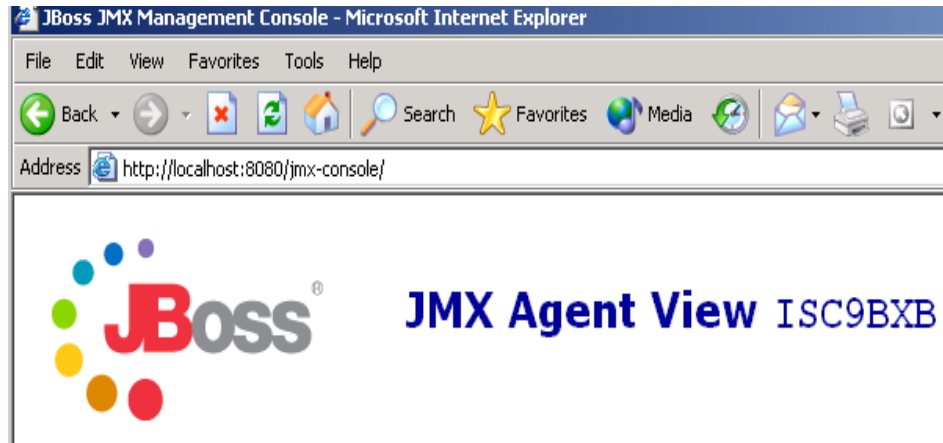 JBoss JMX Management Console - Microsoft Internet Explorer
File Edit View Favorites Tools Help
Back Search Favorites Media
Address http://localhost:8080/jmx-console/
JBoss® JMX Agent View ISC9BXB